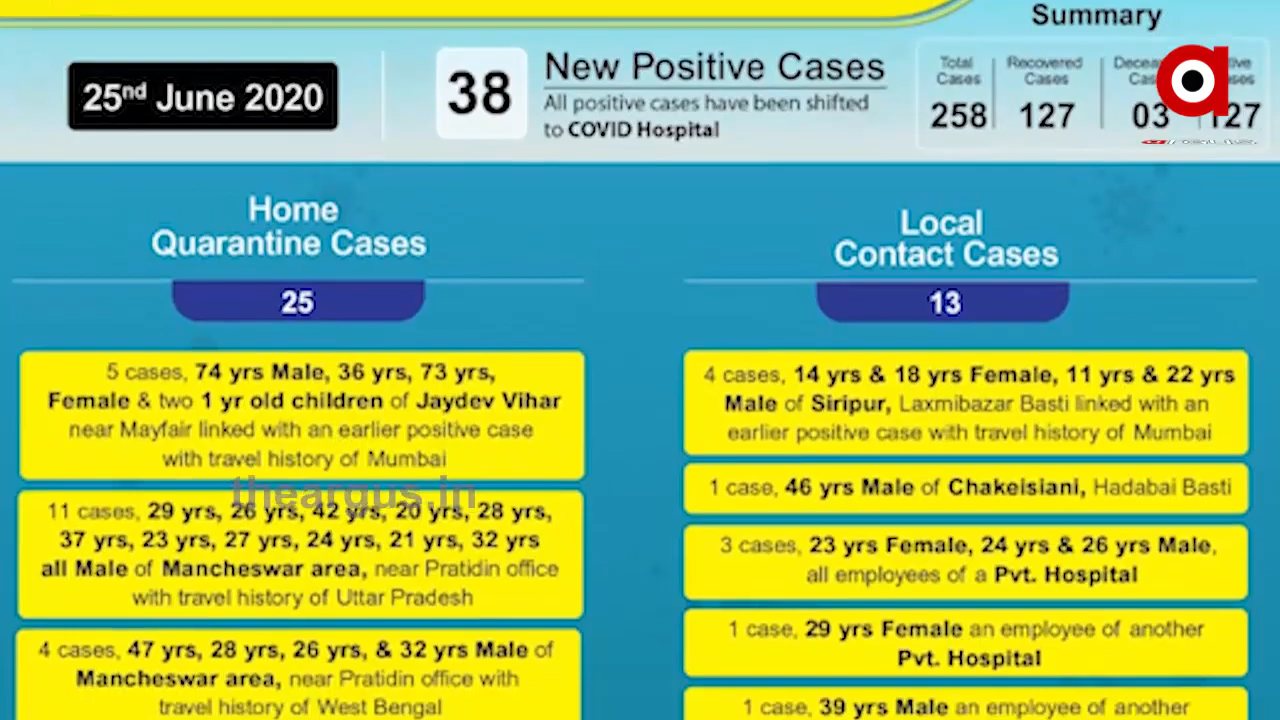 Summary
25nd June 2020
38
New Positive Cases
All positive cases have been shifted
to COVID Hospital
Total
Cases
258
Recovered
Cases
127
03
127
Home
Quarantine Cases
25
5 cases, 74 yrs Male, 36 yrs, 73 yrs,
Female & two 1 yr old children of Jaydev Vihar
near Mayfair linked with an earlier positive case
with travel history of Mumbai
theargus.in
11 cases, 29 yrs, 26 yrs, 42 yrs, 20 yrs, 28 yrs,
37 yrs, 23 yrs, 27 yrs, 24 yrs, 21 yrs, 32 yrs
all Male of Mancheswar area, near Pratidin office
with travel history of Uttar Pradesh
4 cases, 47 yrs, 28 yrs, 26 yrs, & 32 yrs Male of
Mancheswar area, near Pratidin office with
travel history of West Bengal
Local
Contact Cases
13
4 cases, 14 yrs & 18 yrs Female, 11 yrs & 22 yrs
Male of Siripur, Laxmibazar Basti linked with an
earlier positive case with travel history of Mumbai
1 case, 46 yrs Male of Chakeisiani, Hadabai Basti
3 cases, 23 yrs Female, 24 yrs & 26 yrs Male,
all employees of a Pvt. Hospital
1 case, 29 yrs Female an employee of another
Pvt. Hospital
1 case, 39 yrs Male an employee of another